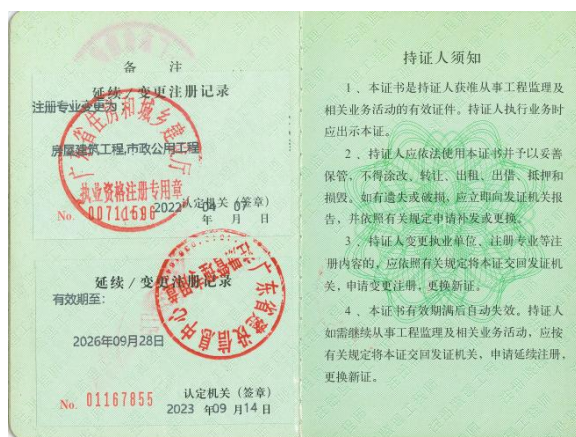 备 注
延续 / 变更注册记录
注册专业变更为:
房屋建筑工程,市政公用工程
广东省住房和城乡建设厅
执业资格注册专用章
认定机关(签章)
No. 00711596 2022 年 04 月 07 日
延续 / 变更注册记录
有效期至:
2026年09月28日
认定机关(签章)
No. 01167855 2023 年09 月14日
持证人须知
1 、本证书是持证人获准从事工程监理及
相关业务活动的有效证件。持证人执行业务时
应出示本证。
2 、持证人应依法使用本证书并予以妥善
保管,不得涂改、转让、出租、出借、抵押和
损毁。如有遗失或破损,应立即向发证机关报
告,并依照有关规定申请补发或更换。
3 、持证人变更执业单位、注册专业等注
册内容的,应依照有关规定将本证交回发证机
关,申请变更注册,更换新证。
4 、本证书有效期满后自动失效。持证人
如需继续从事工程监理及相关业务活动,应按
有关规定将本证交回发证机关,申请延续注册,
更换新证。